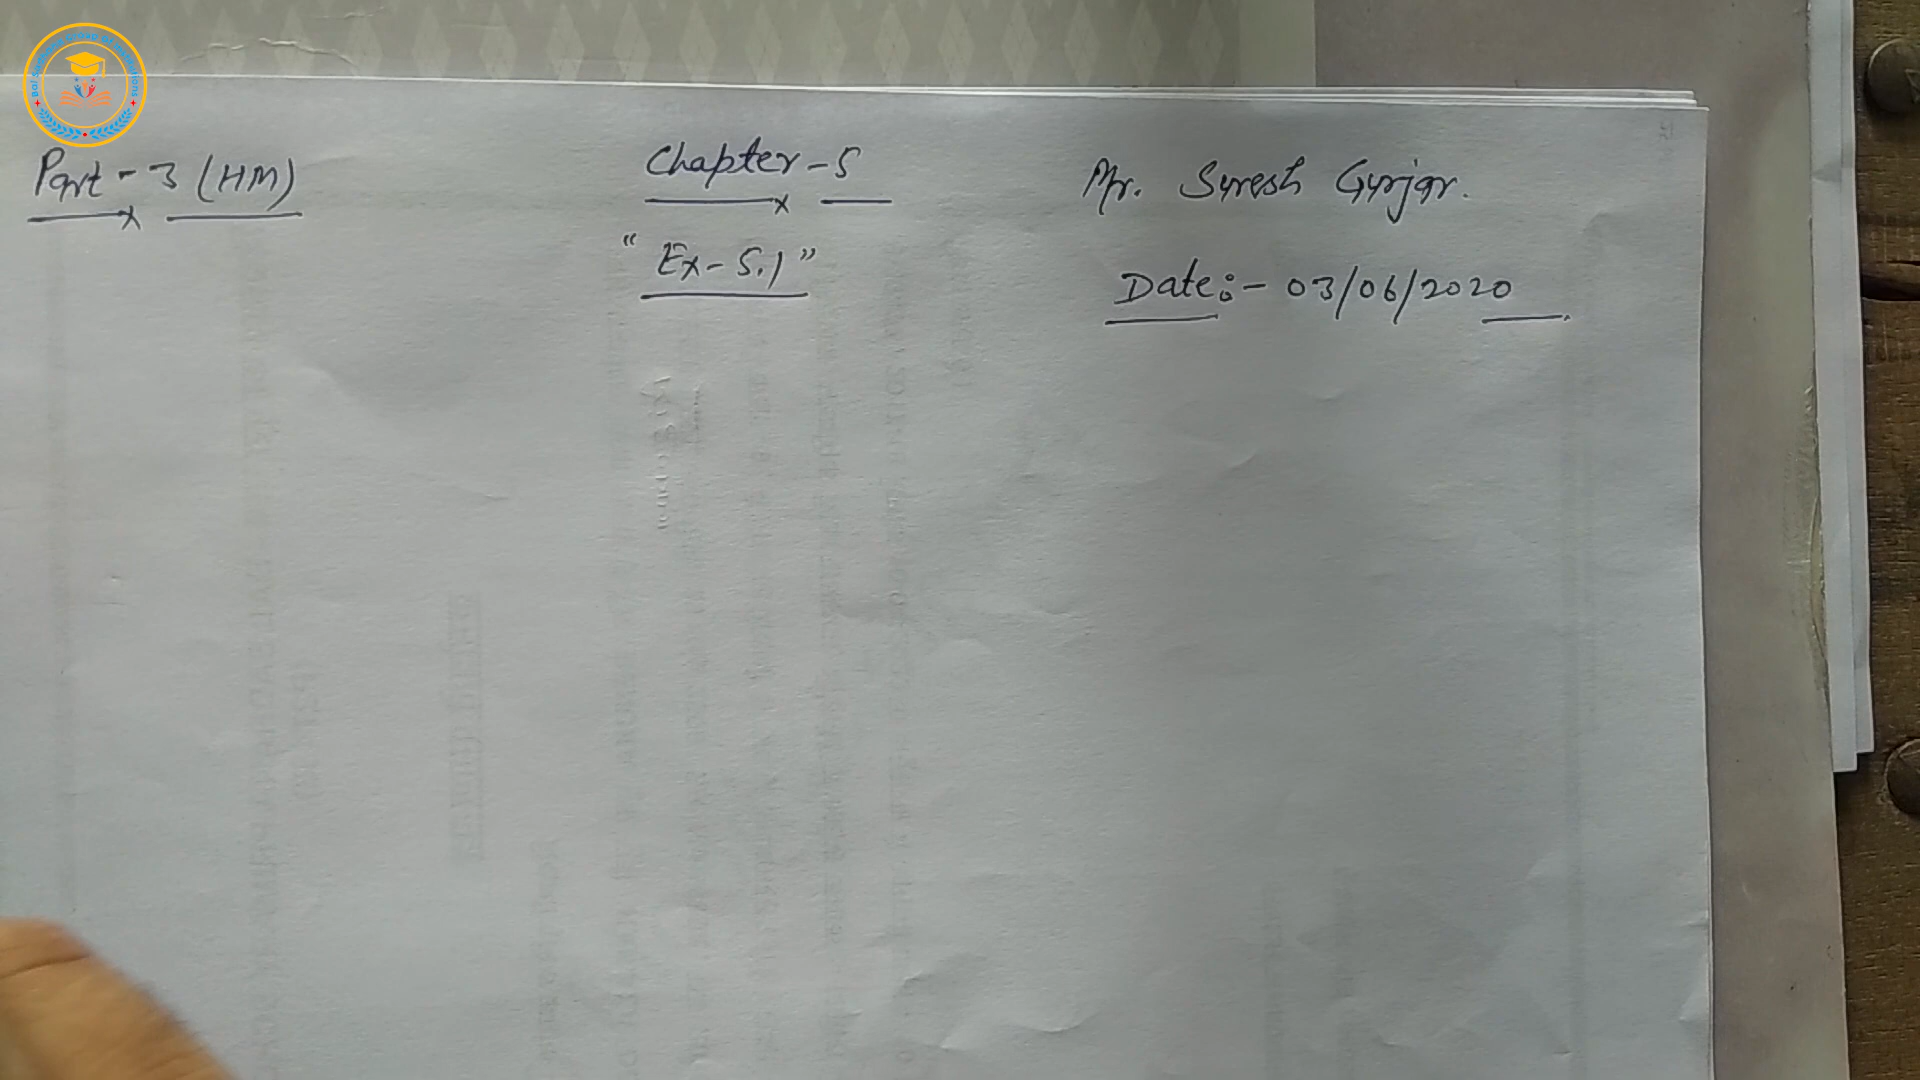 Part - 3 (HM)
Chapter - 5
"Ex - 5.1"
Mr. Suresh Gurjar.
Date:- 03/06/2020